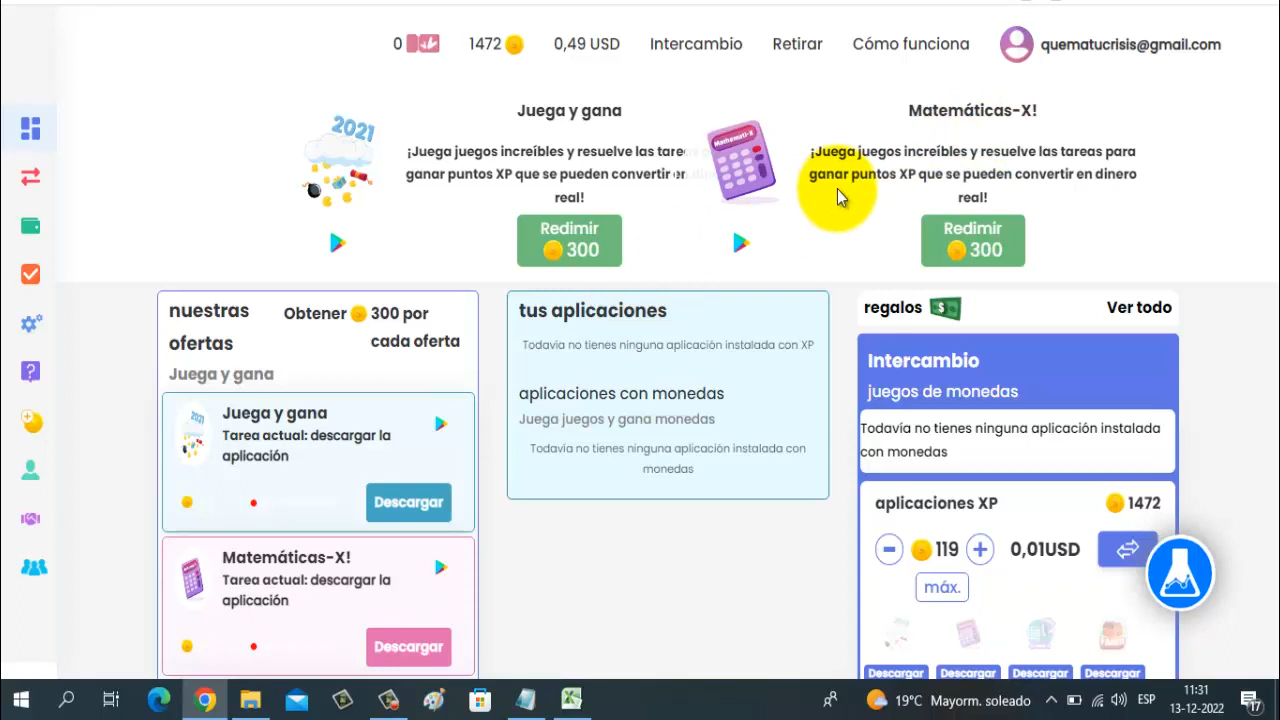 0
1472
0,49 USD
Intercambio
Retirar
Cómo funciona
quematucrisis@gmail.com
2021
Juega y gana
¡Juega juegos increíbles y resuelve las tareas
ganar puntos XP que se pueden convertir en
real!
Redimir
300
Mathemati-X
Matemáticas-X!
¡Juega juegos increíbles y resuelve las tareas para
ganar puntos XP que se pueden convertir en dinero
real!
Redimir
300
nuestras
ofertas
Obtener 300 por
cada oferta
Juega y gana
Juega y gana
Tarea actual: descargar la
aplicación
Descargar
Matemáticas-X!
Tarea actual: descargar la
aplicación
Descargar
tus aplicaciones
Todavía no tienes ninguna aplicación instalada con XP
aplicaciones con monedas
Juega juegos y gana monedas
Todavía no tienes ninguna aplicación instalada con
monedas
regalos
Ver todo
Intercambio
juegos de monedas
Todavía no tienes ninguna aplicación instalada
con monedas
aplicaciones XP
1472
119
0,01USD
máx.
Descargar
Descargar
Descargar
Descargar
19°C Mayorm. soleado
ESP
11:31
13-12-2022
17